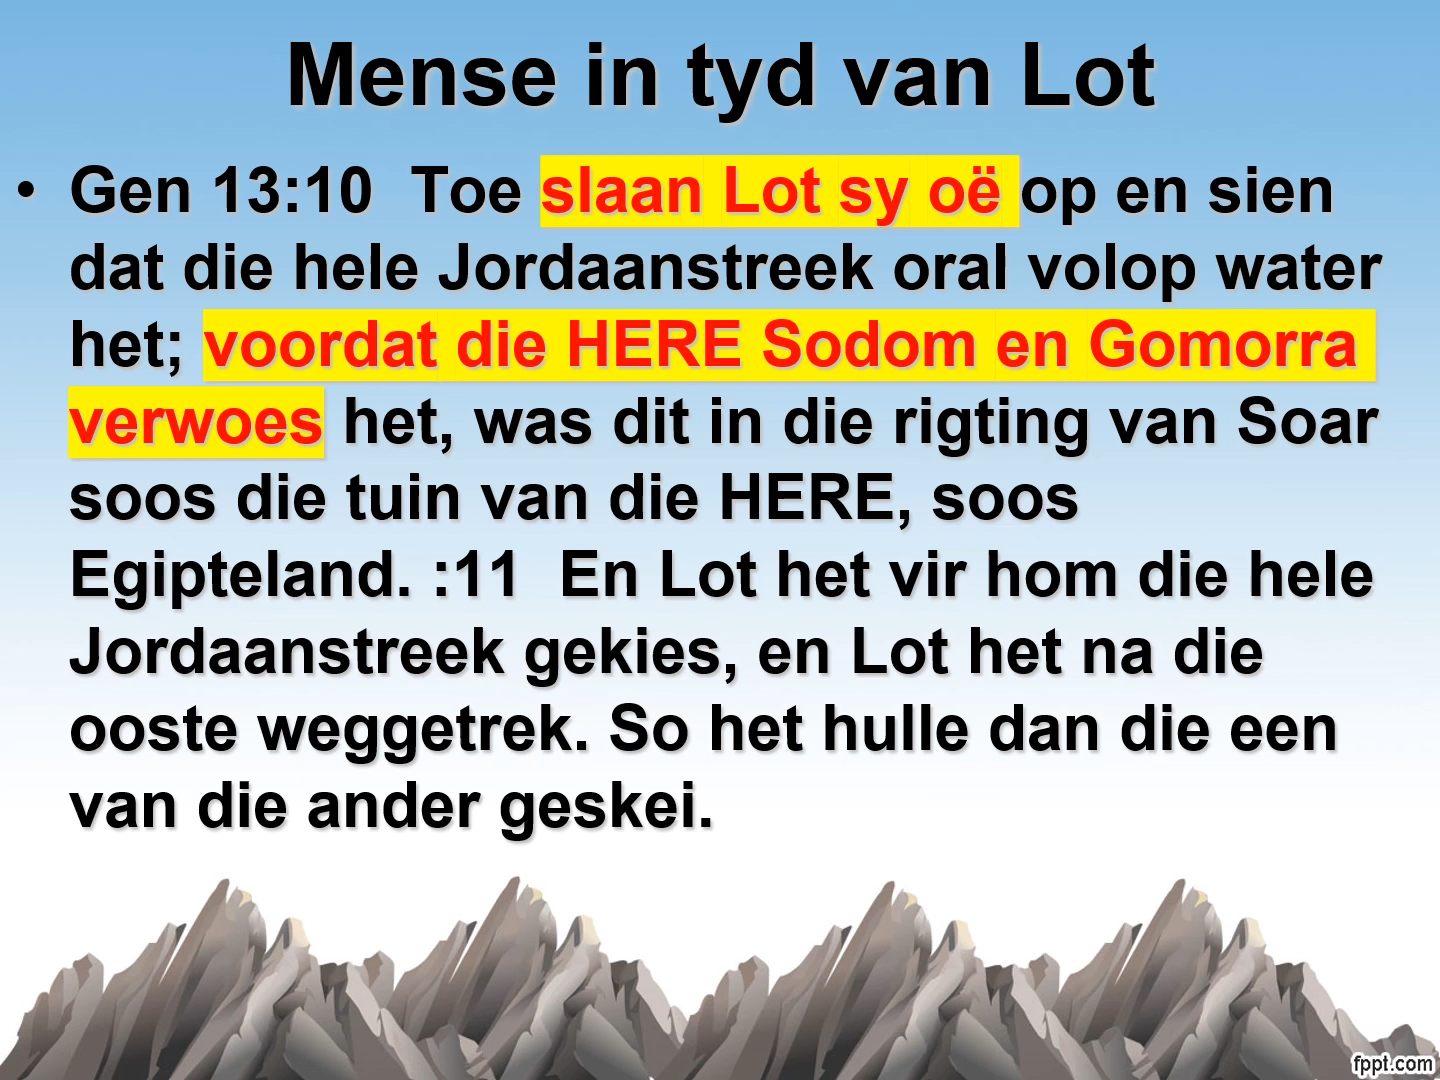 Mense in tyd van Lot
• Gen 13:10  Toe slaan Lot sy oë op en sien
dat die hele Jordaanstreek oral volop water
het; voordat die HERE Sodom en Gomorra
verwoes het, was dit in die rigting van Soar
soos die tuin van die HERE, soos
Egipteland. :11  En Lot het vir hom die hele
Jordaanstreek gekies, en Lot het na die
ooste weggetrek. So het hulle dan die een
van die ander geskei.
fppt.com